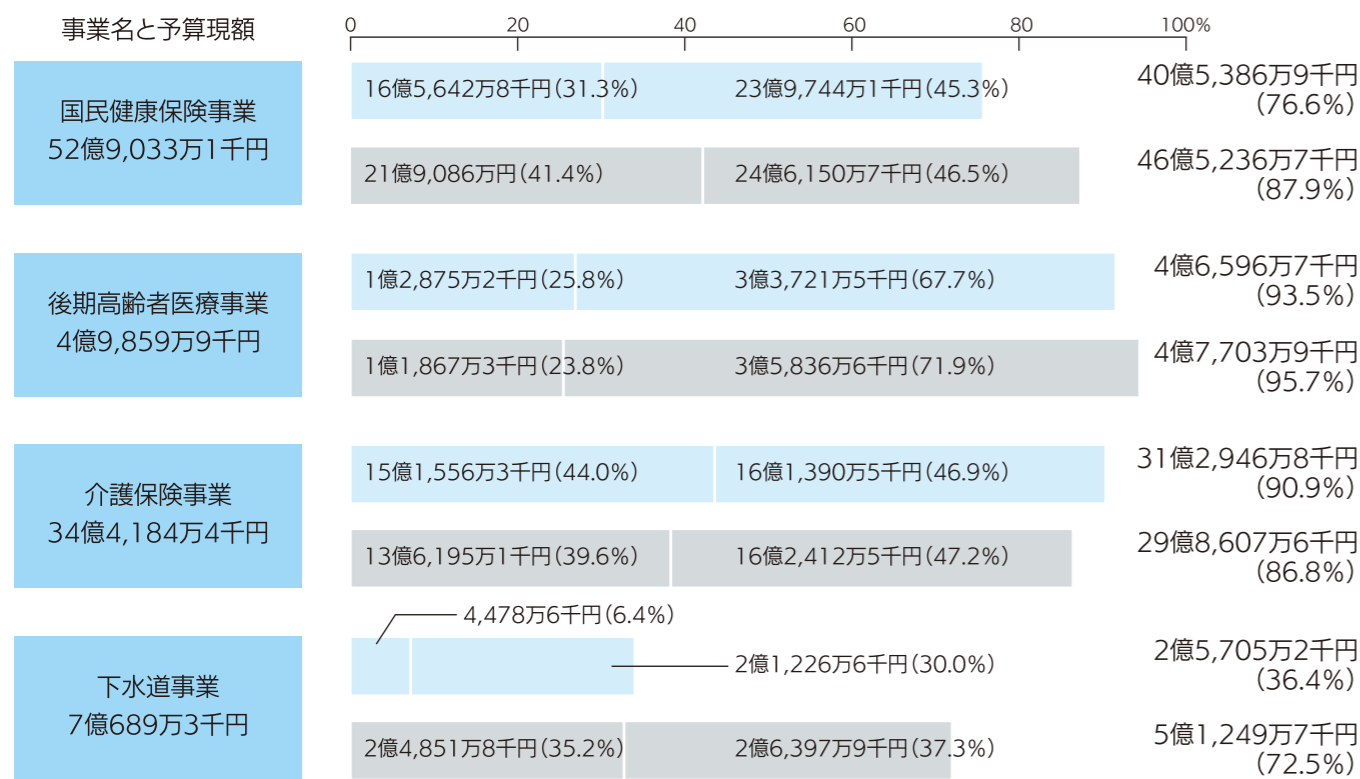 事業名と予算現額
0 20 40 60 80 100%
国民健康保険事業
52億9,033万1千円
16億5,642万8千円(31.3%) 23億9,744万1千円(45.3%)
40億5,386万9千円
(76.6%)
21億9,086万円(41.4%) 24億6,150万7千円(46.5%)
46億5,236万7千円
(87.9%)
後期高齢者医療事業
4億9,859万9千円
1億2,875万2千円(25.8%) 3億3,721万5千円(67.7%)
4億6,596万7千円
(93.5%)
1億1,867万3千円(23.8%) 3億5,836万6千円(71.9%)
4億7,703万9千円
(95.7%)
介護保険事業
34億4,184万4千円
15億1,556万3千円(44.0%) 16億1,390万5千円(46.9%)
31億2,946万8千円
(90.9%)
13億6,195万1千円(39.6%) 16億2,412万5千円(47.2%)
29億8,607万6千円
(86.8%)
下水道事業
7億689万3千円
4,478万6千円(6.4%)
2億1,226万6千円(30.0%)
2億5,705万2千円
(36.4%)
2億4,851万8千円(35.2%) 2億6,397万9千円(37.3%)
5億1,249万7千円
(72.5%)